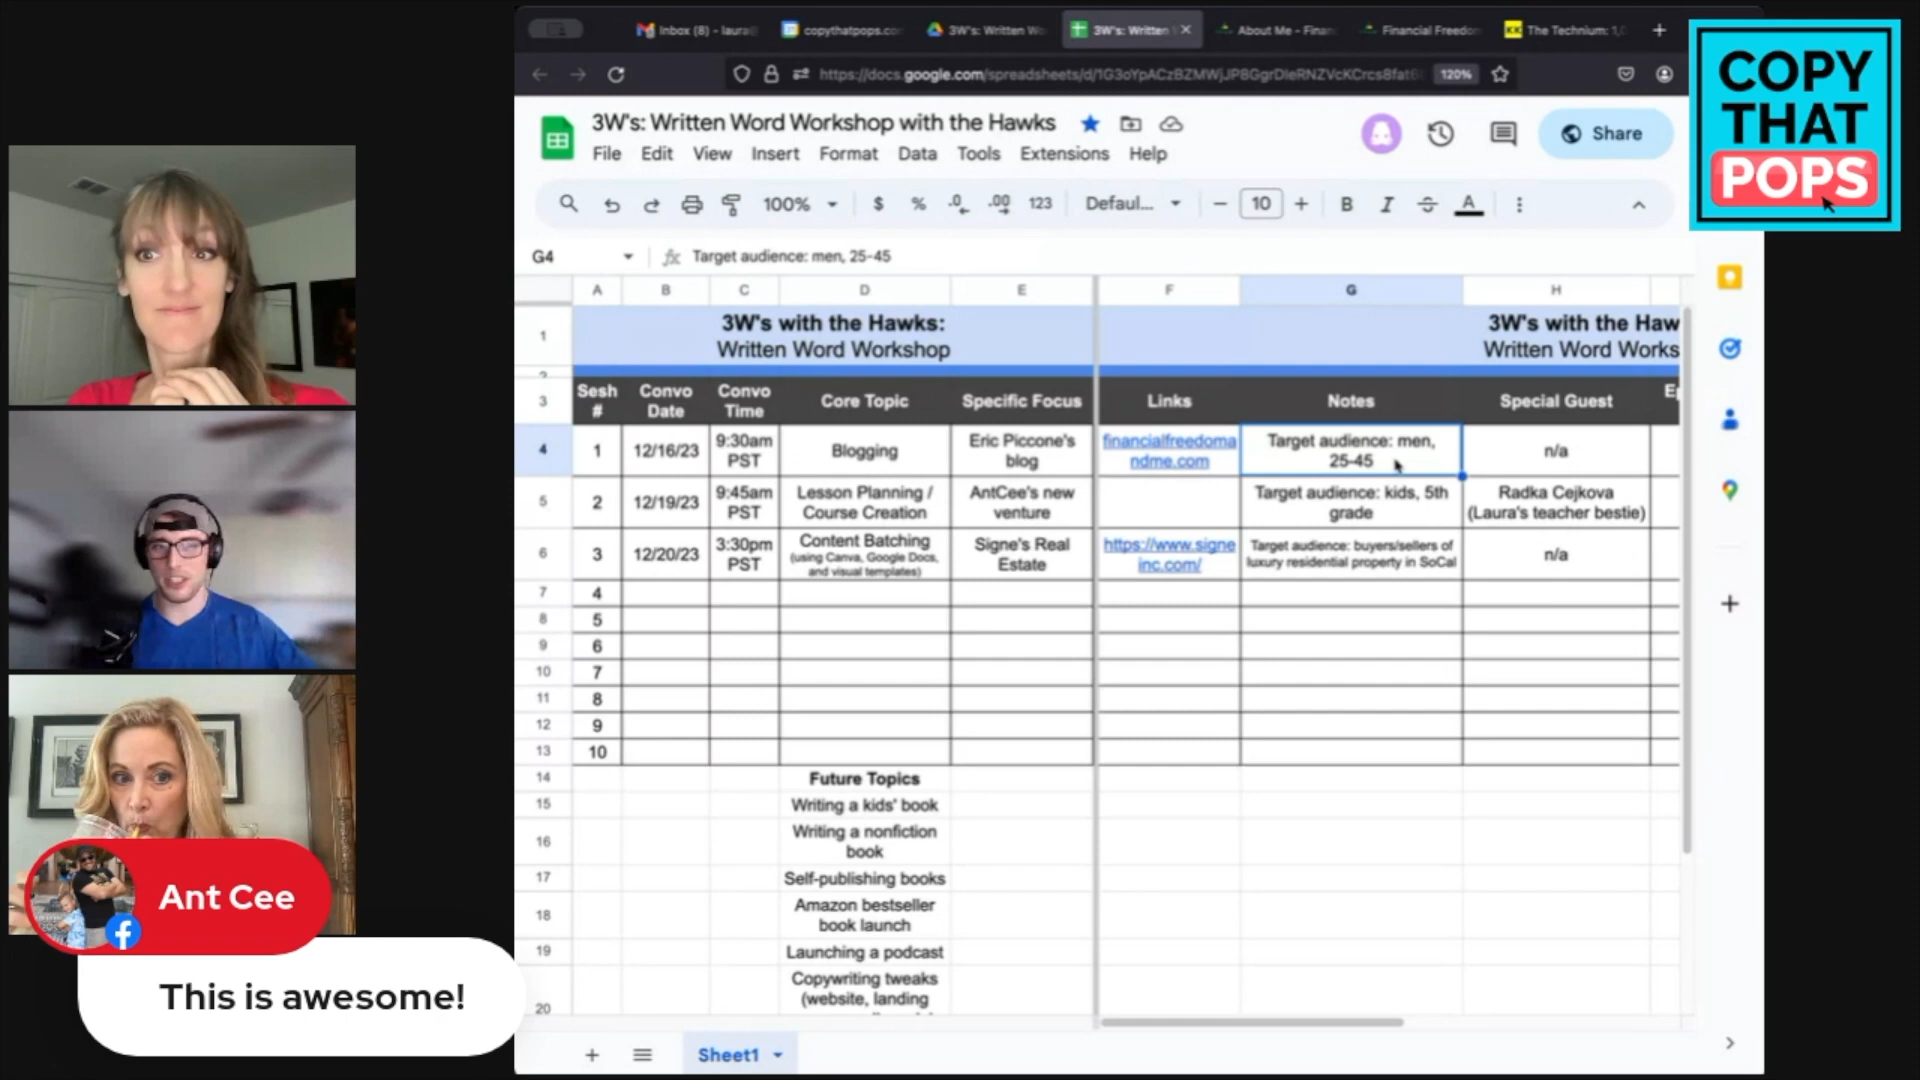 Inbox (8) - laura
copythatpops.co
3W's: Written Wo
3W's: Written
About Me - Finan
Financial Freedo
The Technium: 1,
https://docs.google.com/spreadsheets/d/
120%
COPY
THAT
POPS
3W's: Written Word Workshop with the Hawks
Share
File Edit View Insert Format Data Tools Extensions Help
100% $ % .0 .00 123 Defaul... − 10 + B I A
G4 fx Target audience: men, 25-45
A B C D E F G H
1
3W's with the Hawks:
Written Word Workshop
3W's with the Haw
Written Word Works
3
Sesh #
Convo Date
Convo Time
Core Topic
Specific Focus
Links
Notes
Special Guest
4
1
12/16/23
9:30am
PST
Blogging
Eric Piccone's
blog
financialfreedoma
ndme.com
Target audience: men,
25-45
n/a
5
2
12/19/23
9:45am
PST
Lesson Planning /
Course Creation
AntCee's new
venture
Target audience: kids, 5th
grade
Radka Cejkova
(Laura's teacher bestie)
6
3
12/20/23
3:30pm
PST
Content Batching
(using Canva, Google Docs,
and visual templates)
Signe's Real
Estate
https://www.signe
inc.com/
Target audience: buyers/sellers of
luxury residential property in SoCal
n/a
7 4
8 5
9 6
10 7
11 8
12 9
13 10
14 Future Topics
15 Writing a kids' book
16 Writing a nonfiction
book
17 Self-publishing books
18 Amazon bestseller
book launch
19 Launching a podcast
20 Copywriting tweaks
(website, landing
Sheet1
Ant Cee
This is awesome!